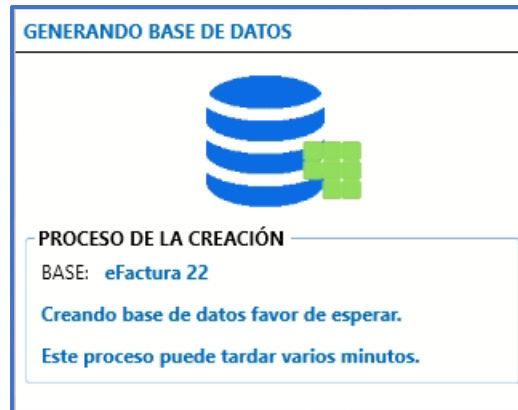 GENERANDO BASE DE DATOS
PROCESO DE LA CREACIÓN
BASE: eFactura 22
Creando base de datos favor de esperar.
Este proceso puede tardar varios minutos.